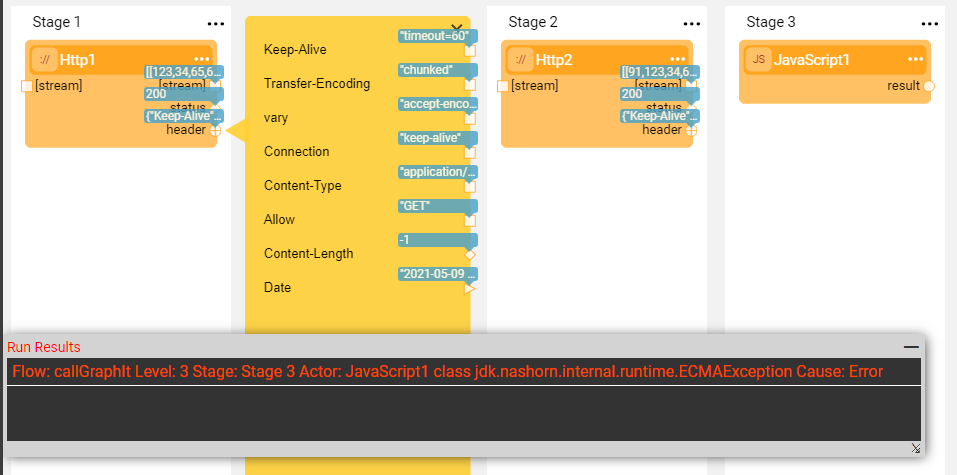 Stage 1
Stage 2
Stage 3
://
Http1
[[123,34,65,6...
[stream]
[stream]
200
status
{"Keep-Alive"...
header
Keep-Alive
"timeout=60"
Transfer-Encoding
"chunked"
vary
"accept-enco...
Connection
"keep-alive"
Content-Type
"application/...
Allow
"GET"
Content-Length
-1
Date
"2021-05-09 ...
://
Http2
[[91,123,34,6...
[stream]
[stream]
200
status
{"Keep-Alive"...
header
JS
JavaScript1
result
Run Results
Flow: callGraphIt Level: 3 Stage: Stage 3 Actor: JavaScript1 class jdk.nashorn.internal.runtime.ECMAException Cause: Error